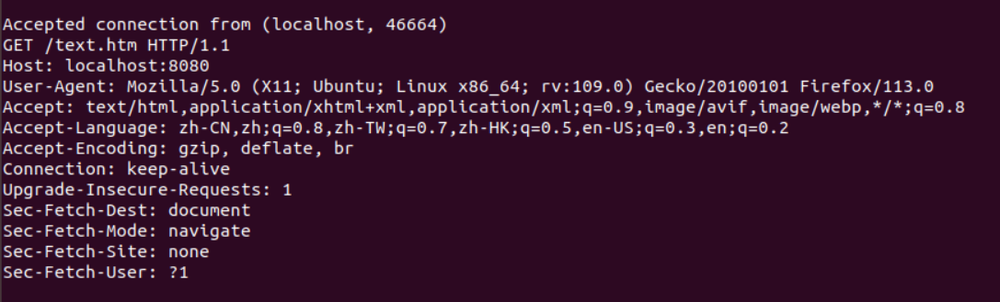 Accepted connection from (localhost, 46664)
GET /text.htm HTTP/1.1
Host: localhost:8080
User-Agent: Mozilla/5.0 (X11; Ubuntu; Linux x86_64; rv:109.0) Gecko/20100101 Firefox/113.0
Accept: text/html,application/xhtml+xml,application/xml;q=0.9,image/avif,image/webp,*/*;q=0.8
Accept-Language: zh-CN,zh;q=0.8,zh-TW;q=0.7,zh-HK;q=0.5,en-US;q=0.3,en;q=0.2
Accept-Encoding: gzip, deflate, br
Connection: keep-alive
Upgrade-Insecure-Requests: 1
Sec-Fetch-Dest: document
Sec-Fetch-Mode: navigate
Sec-Fetch-Site: none
Sec-Fetch-User: ?1